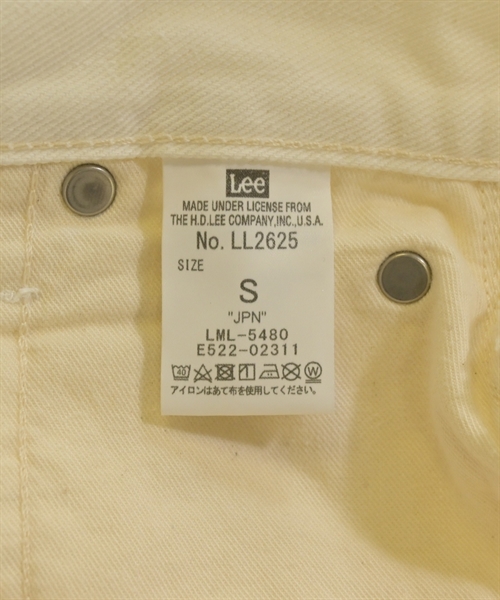 Lee
MADE UNDER LICENSE FROM
THE H.D.LEE COMPANY,INC.,U.S.A.
No. LL2625
SIZE
S
"JPN"
LML-5480
E522-02311
40
W
アイロンはあて布を使用してください。